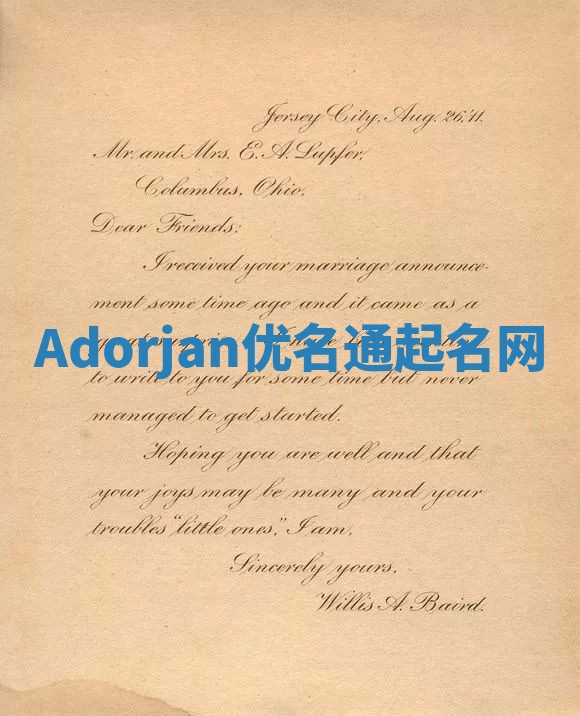 Jersey City, Aug. 26, '11.
Mr. and Mrs. E. A. Lupfer,
Columbus, Ohio.
Dear Friends:
I received your marriage announce-
ment some time ago and it came as a
Adorjan优名通起名网
to write to you for some time but never
managed to get started.
Hoping you are well and that
your joys may be many and your
troubles "little ones," I am,
Sincerely yours,
Willis A. Baird.